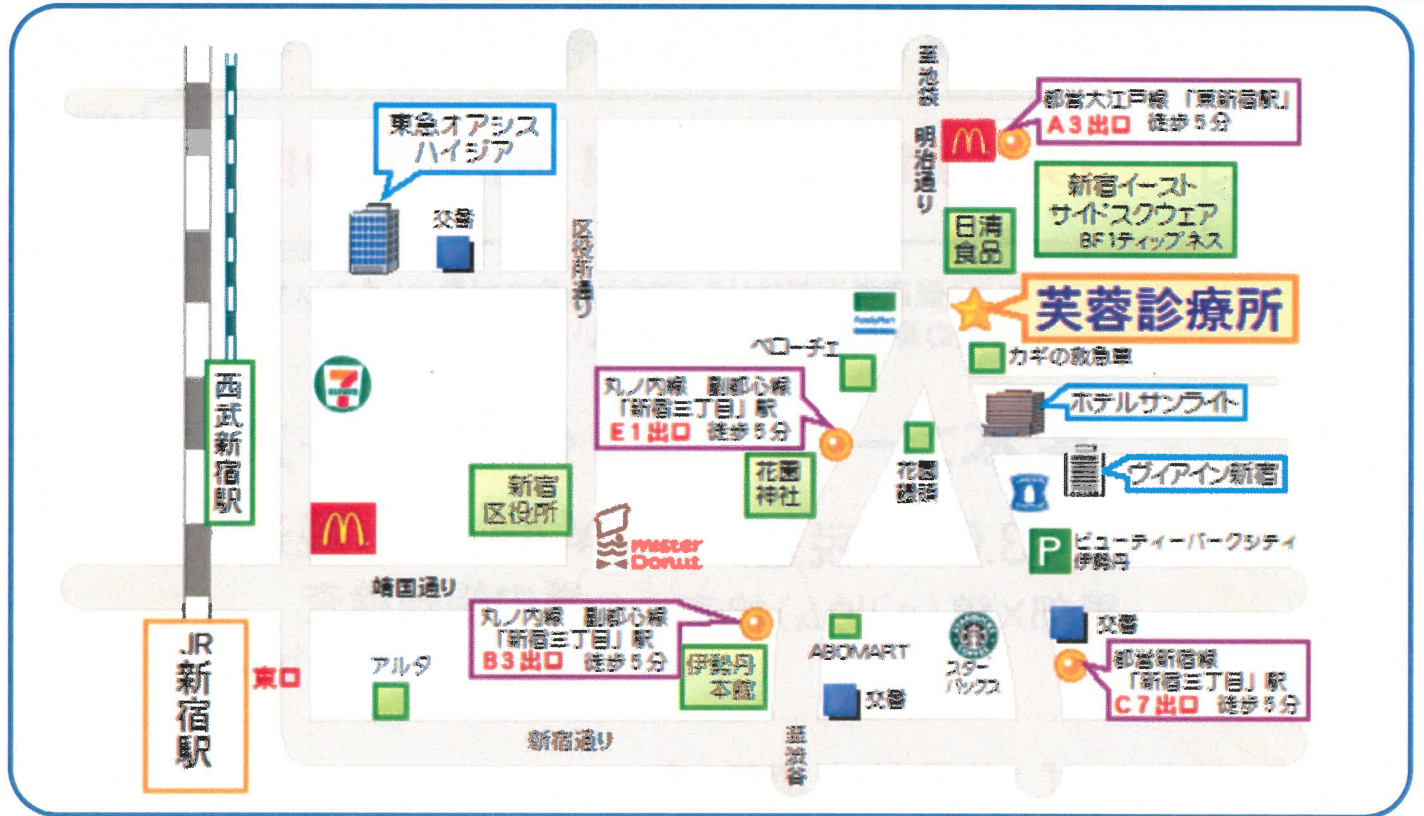 東急オアシス
ハイジア
交番
区役所通り
明治通り
都営大江戸線 「東新宿駅」
A3出口 徒歩5分
新宿イースト
サイドスクウェア
BF1ティップネス
日清
食品
芙蓉診療所
FamilyMart
ベローチェ
カギの救急車
ホテルサンライト
丸ノ内線 副都心線
「新宿三丁目」駅
E1出口 徒歩5分
花園
神社
花園
ヴィアイン新宿
西武新宿駅
7
新宿
区役所
mister
Donut
P
ビューティーパークシティ
伊勢丹
靖国通り
JR
新宿駅
東口
アルタ
丸ノ内線 副都心線
「新宿三丁目」駅
B3出口 徒歩5分
伊勢丹
本館
ABOMART
交番
スター
バックス
交番
都営新宿線
「新宿三丁目」駅
C7出口 徒歩5分
新宿通り